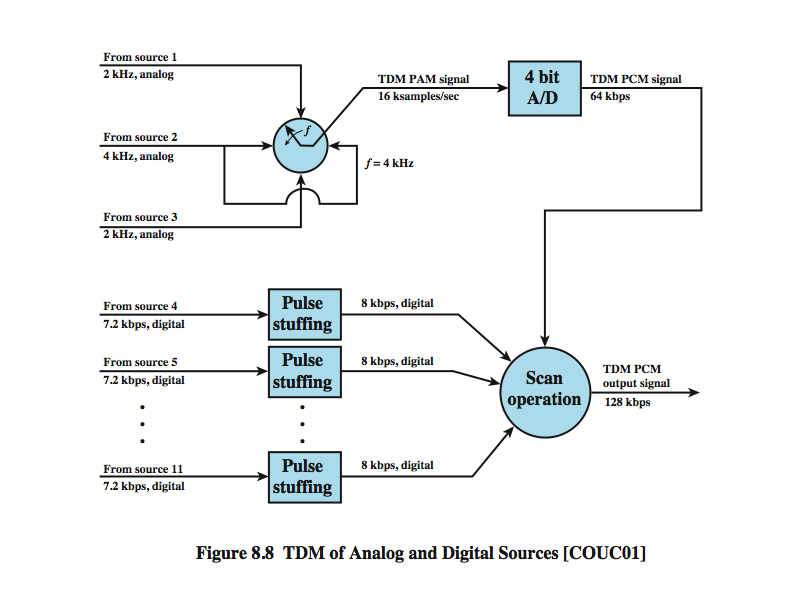 From source 1
2 kHz, analog
From source 2
4 kHz, analog
From source 3
2 kHz, analog
f
f = 4 kHz
TDM PAM signal
16 ksamples/sec
4 bit
A/D
TDM PCM signal
64 kbps
From source 4
7.2 kbps, digital
Pulse
stuffing
8 kbps, digital
From source 5
7.2 kbps, digital
Pulse
stuffing
8 kbps, digital
From source 11
7.2 kbps, digital
Pulse
stuffing
8 kbps, digital
Scan
operation
TDM PCM
output signal
128 kbps
Figure 8.8 TDM of Analog and Digital Sources [COUC01]